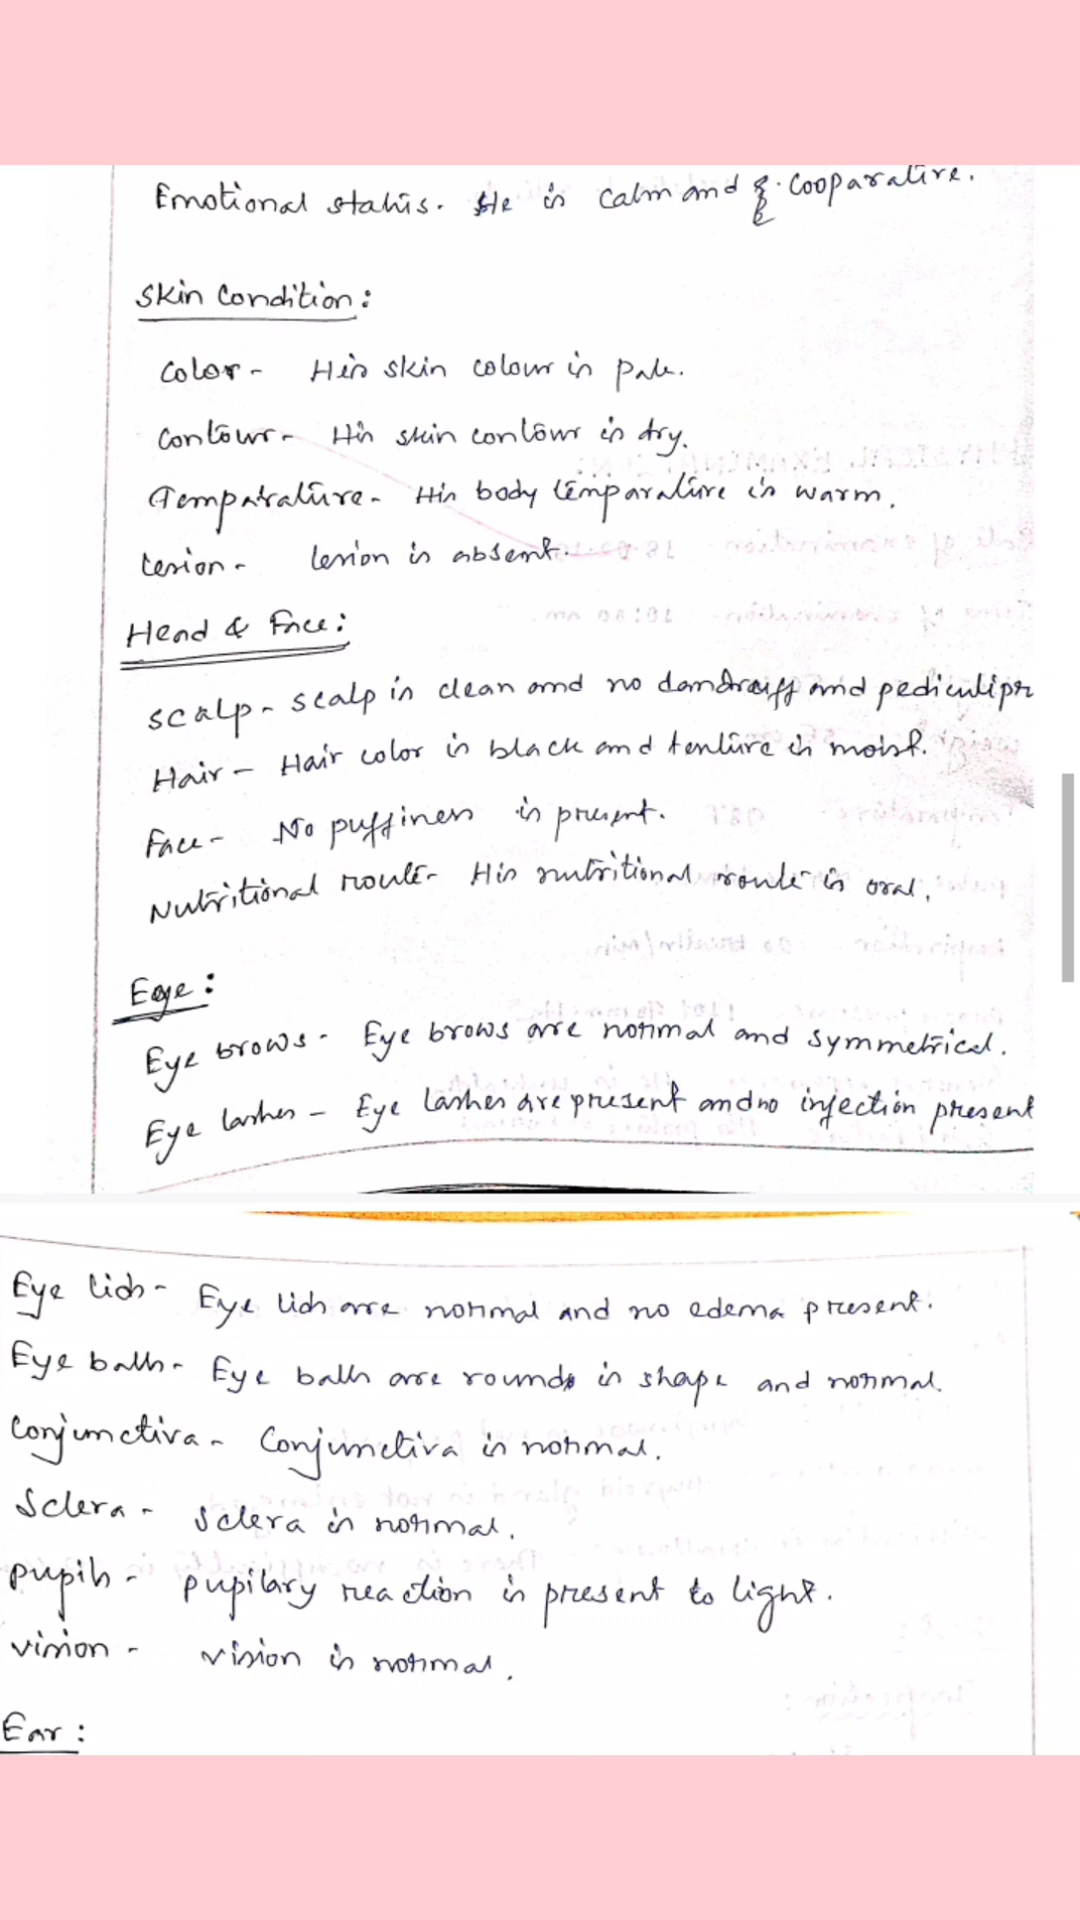 Emotional status. He is calm and cooparative.
Skin Condition:
Color - His skin colour is pale.
Contour - His skin contour is dry.
Temparature - His body temparature is warm.
Lesion - lesion is absent.
Head & Face:
Scalp - scalp is clean and no dandruff and
Hair - Hair color is black and texture is moist.
Face - No puffiness is present.
Nutritional route - His nutritional route is oral.
Eye:
Eye brows - Eye brows are normal and symmetrical.
Eye lashes - Eye lashes are present and no infection present
Eye lids - Eye lids are normal and no edema present.
Eye balls - Eye balls are round in shape and normal.
Conjunctiva - Conjunctiva is normal.
Sclera - Sclera is normal.
pupils - pupilary reaction is present to light.
vision - vision is normal.
Ear: